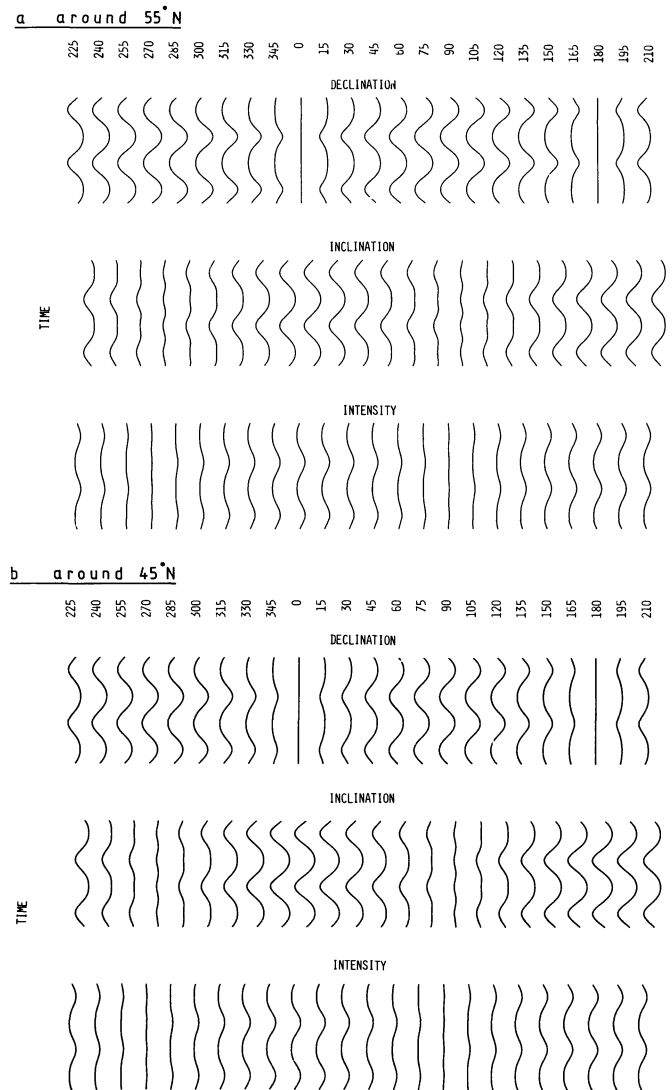 a around 55°N
225 240 255 270 285 300 315 330 345 0 15 30 45 60 75 90 105 120 135 150 165 180 195 210
DECLINATION
INCLINATION
TIME
INTENSITY
b around 45°N
225 240 255 270 285 300 315 330 345 0 15 30 45 60 75 90 105 120 135 150 165 180 195 210
DECLINATION
INCLINATION
TIME
INTENSITY